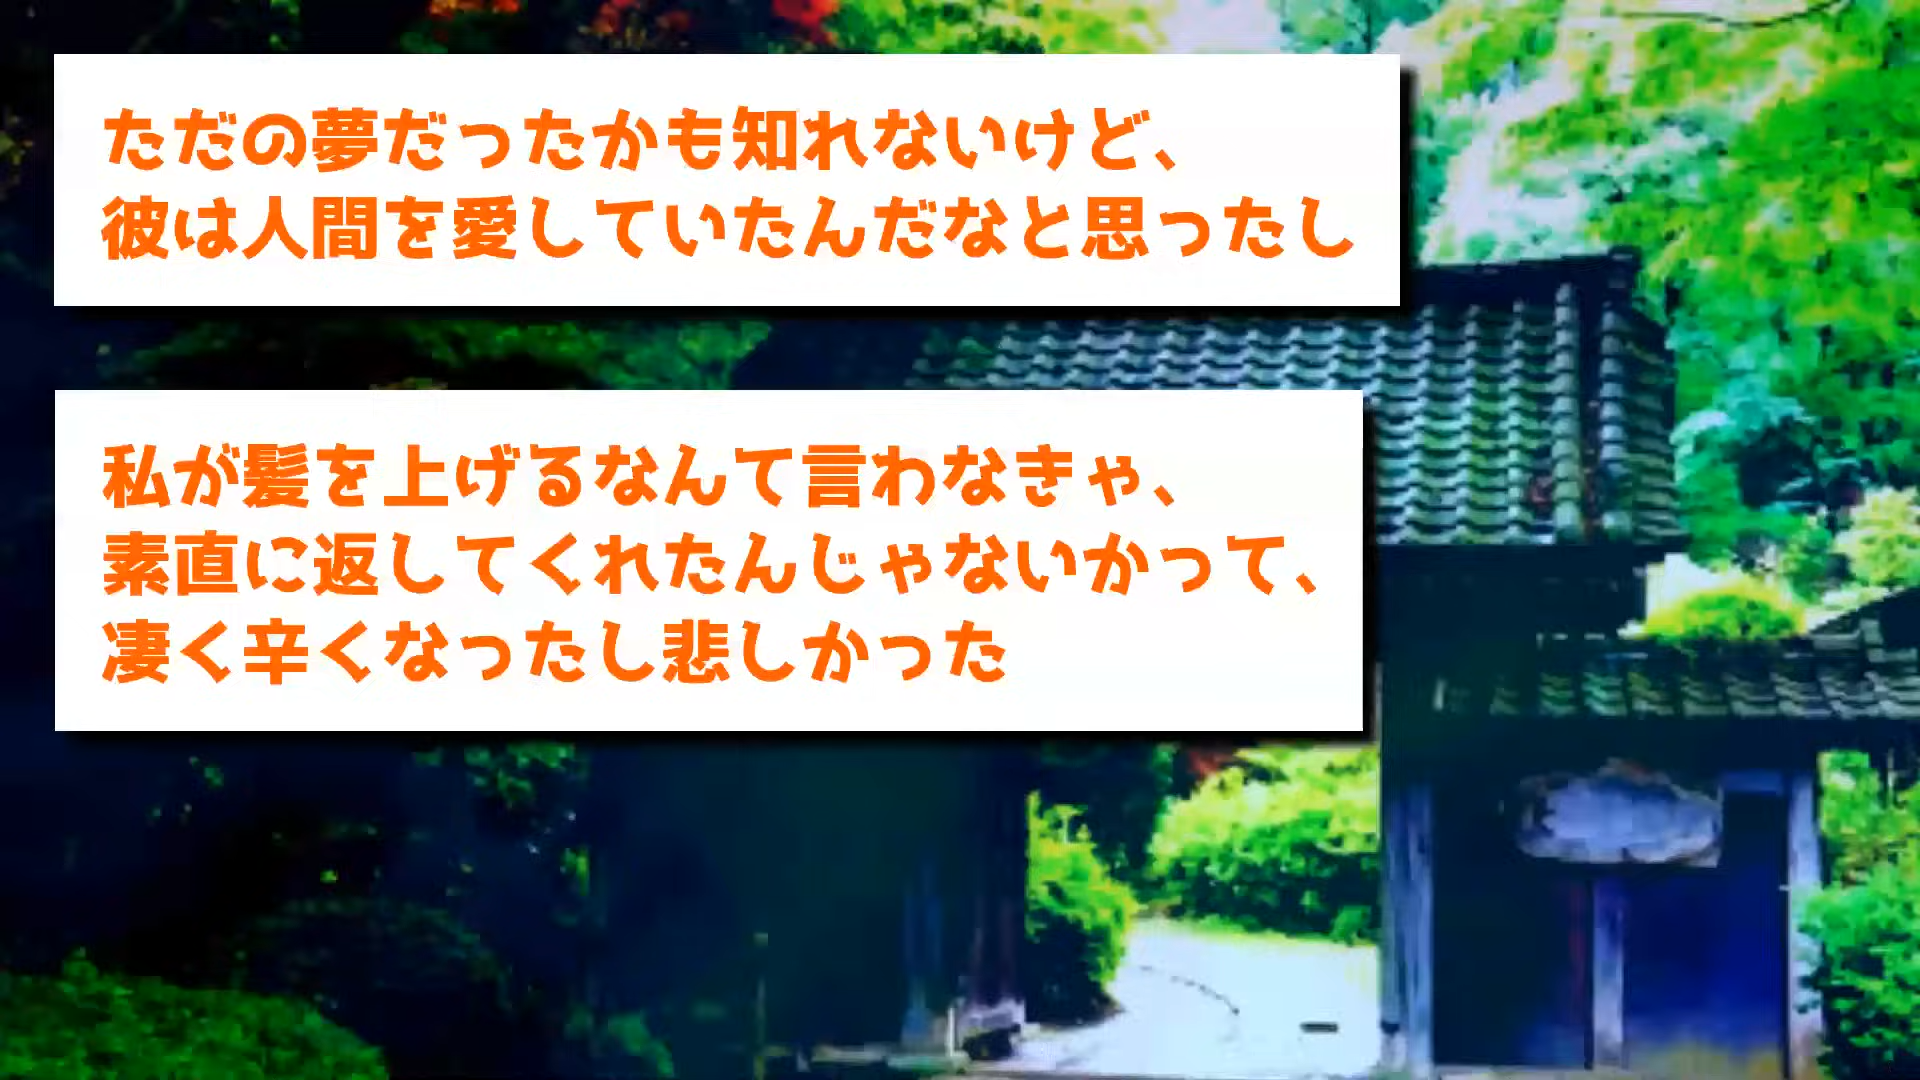 ただの夢だったかも知れないけど、
彼は人間を愛していたんだなと思ったし
私が髪を上げるなんて言わなきゃ、
素直に返してくれたんじゃないかって、
凄く辛くなったし悲しかった